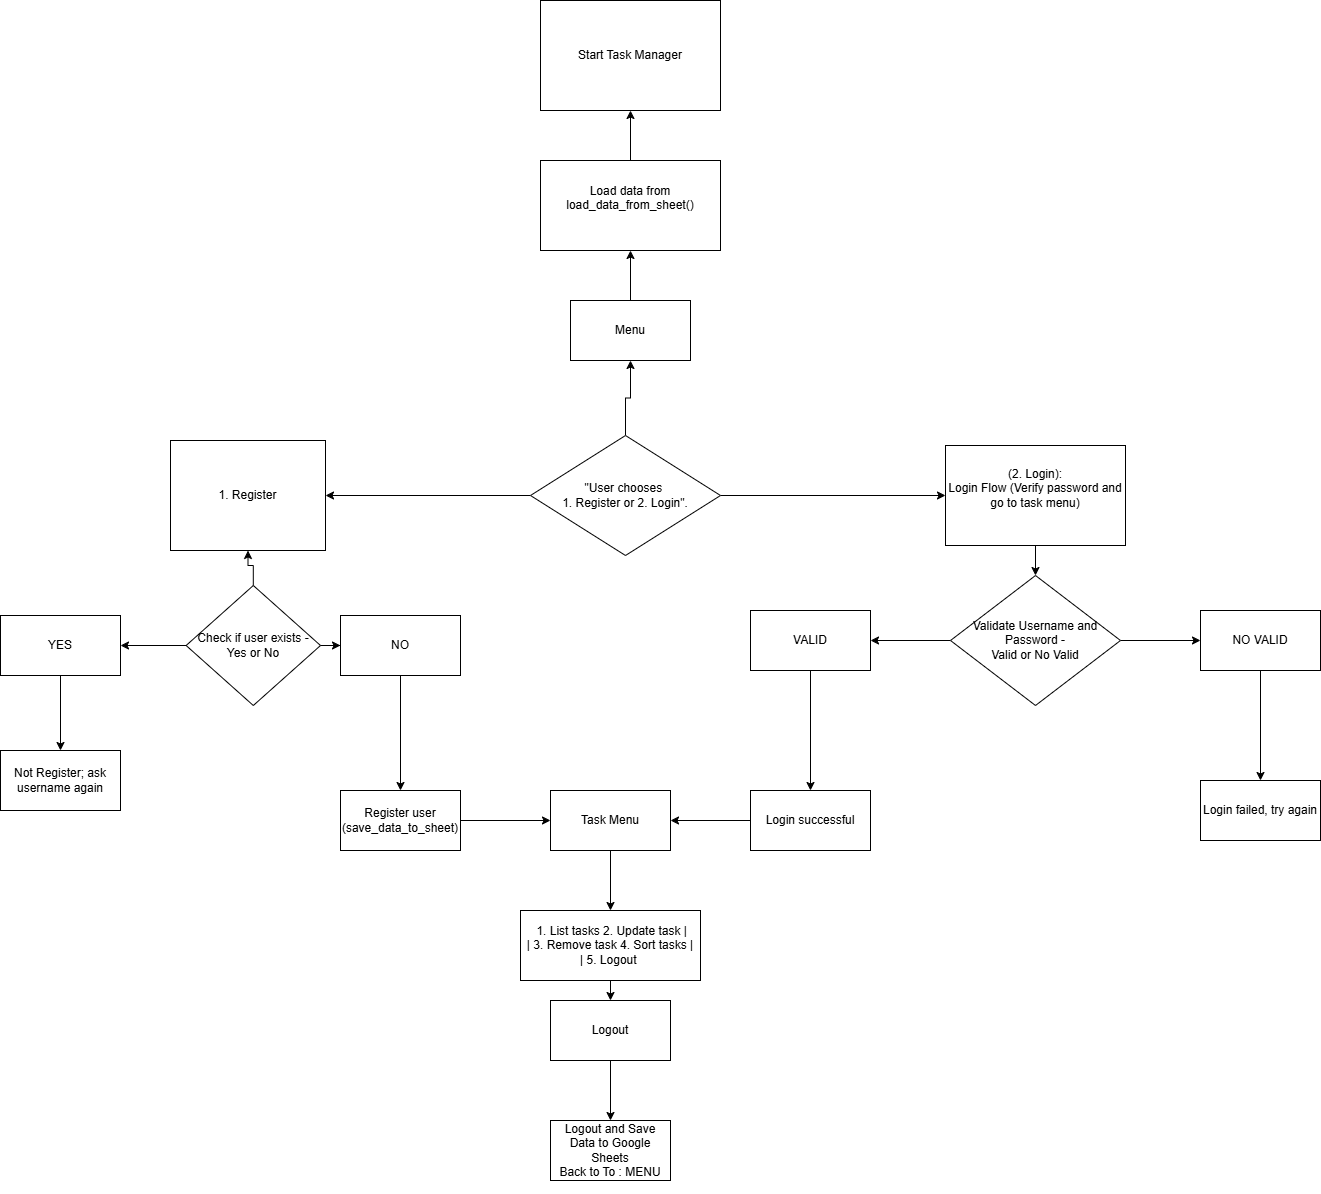 Start Task Manager
Load data from
load_data_from_sheet()
Menu
"User chooses
1. Register or 2. Login".
1. Register
(2. Login):
Login Flow (Verify password and
go to task menu)
Check if user exists -
Yes or No
YES
NO
Validate Username and
Password -
Valid or No Valid
VALID
NO VALID
Not Register; ask
username again
Register user
(save_data_to_sheet)
Task Menu
Login successful
Login failed, try again
1. List tasks 2. Update task |
| 3. Remove task 4. Sort tasks |
| 5. Logout
Logout
Logout and Save
Data to Google
Sheets
Back to To : MENU